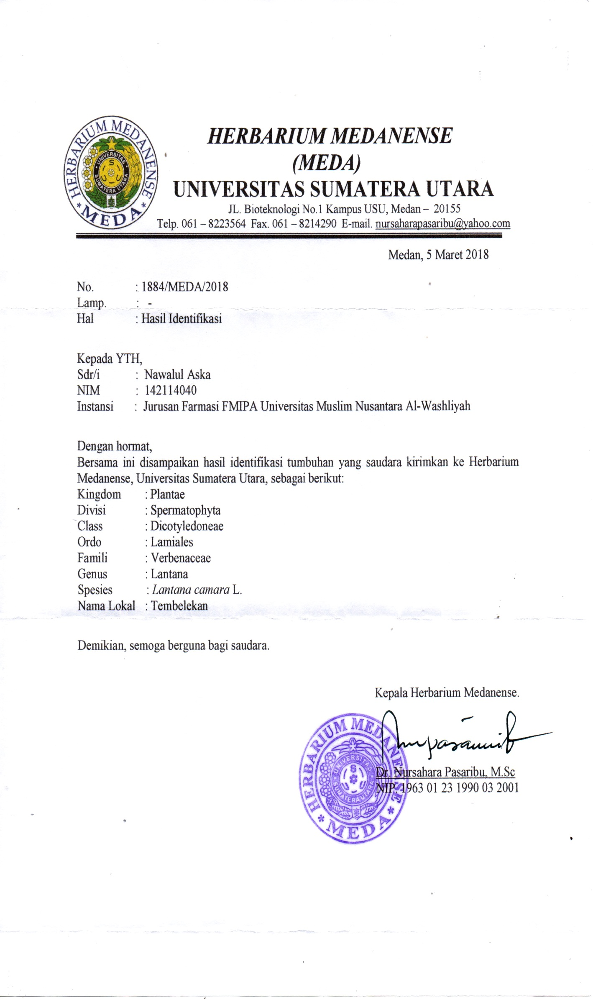 HERBARIUM MEDANENSE
* MEDA *
UNIVERSITAS
S
SUMATERA UTARA
HERBARIUM MEDANENSE
(MEDA)
UNIVERSITAS SUMATERA UTARA
JL. Bioteknologi No.1 Kampus USU, Medan – 20155
Telp. 061 – 8223564 Fax. 061 – 8214290 E-mail. nursaharapasaribu@yahoo.com
Medan, 5 Maret 2018
No. : 1884/MEDA/2018
Lamp. : -
Hal : Hasil Identifikasi
Kepada YTH,
Sdr/i : Nawalul Aska
NIM : 142114040
Instansi : Jurusan Farmasi FMIPA Universitas Muslim Nusantara Al-Washliyah
Dengan hormat,
Bersama ini disampaikan hasil identifikasi tumbuhan yang saudara kirimkan ke Herbarium
Medanense, Universitas Sumatera Utara, sebagai berikut:
Kingdom : Plantae
Divisi : Spermatophyta
Class : Dicotyledoneae
Ordo : Lamiales
Famili : Verbenaceae
Genus : Lantana
Spesies : Lantana camara L.
Nama Lokal : Tembelekan
Demikian, semoga berguna bagi saudara.
Kepala Herbarium Medanense.
HERBARIUM MEDANENSE
* MEDA *
UNIVERSITAS
S
SUMATERA UTARA
Dr. Nursahara Pasaribu, M.Sc
NIP. 1963 01 23 1990 03 2001